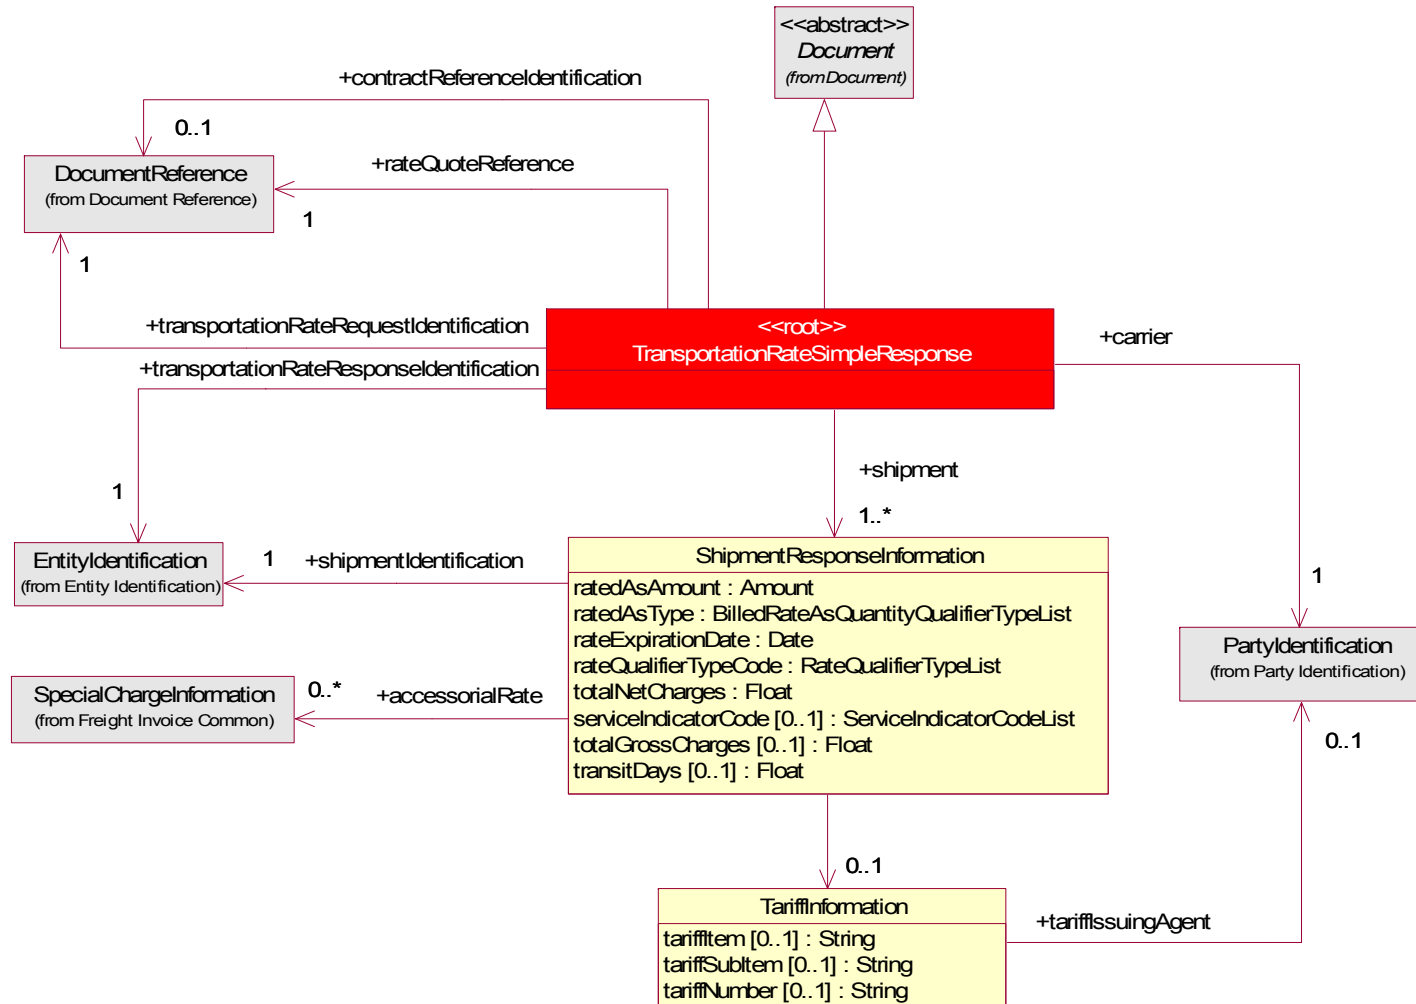 <<abstract>>
Document
(from Document)
+contractReferenceIdentification
0..1
+rateQuoteReference
DocumentReference
(from Document Reference)
1
1
+transportationRateRequestIdentification
<<root>>
TransportationRateSimpleResponse
+carrier
+transportationRateResponseIdentification
+shipment
1
1..*
EntityIdentification
(from Entity Identification)
1
+shipmentIdentification
ShipmentResponseInformation
ratedAsAmount : Amount
ratedAsType : BilledRateAsQuantityQualifierTypeList
rateExpirationDate : Date
rateQualifierTypeCode : RateQualifierTypeList
totalNetCharges : Float
serviceIndicatorCode [0..1] : ServiceIndicatorCodeList
totalGrossCharges [0..1] : Float
transitDays [0..1] : Float
1
PartyIdentification
(from Party Identification)
SpecialChargeInformation
(from Freight Invoice Common)
0..*
+accessorialRate
0..1
0..1
TariffInformation
tariffItem [0..1] : String
tariffSubItem [0..1] : String
tariffNumber [0..1] : String
+tariffIssuingAgent